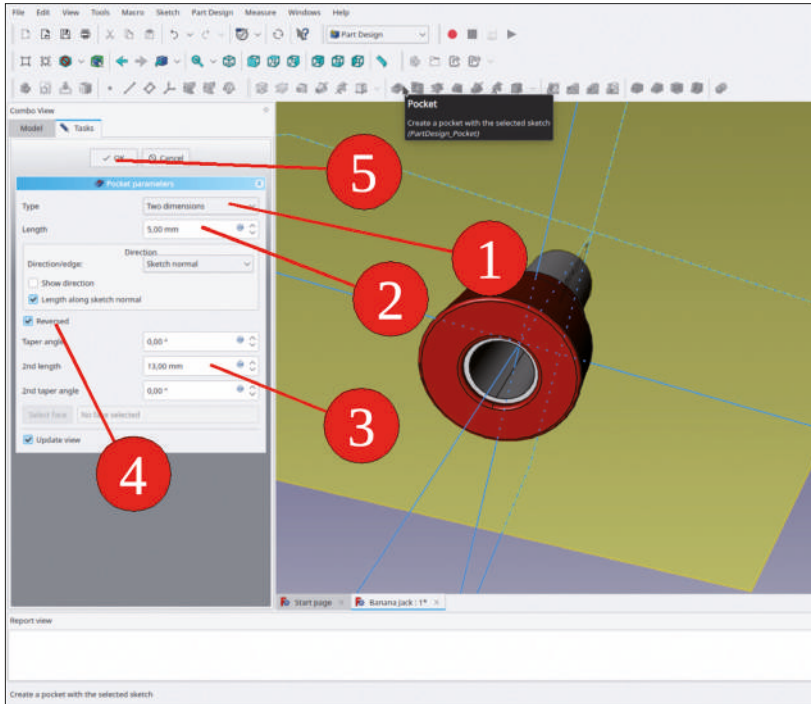 File Edit View Tools Macro Sketch Part Design Measure Windows Help
Part Design
Combo View
Model Tasks
Pocket
Create a pocket with the selected sketch
(PartDesign_Pocket)
OK Cancel
5
Pocket parameters
Type Two dimensions
1
Length 5,00 mm
2
Direction
Direction/edge: Sketch normal
Show direction
Length along sketch normal
Reversed
Taper angle 0,00 °
2nd length 13,00 mm
3
2nd taper angle 0,00 °
Select face No face selected
Update view
4
Start page Banana jack : 1*
Report view
Create a pocket with the selected sketch